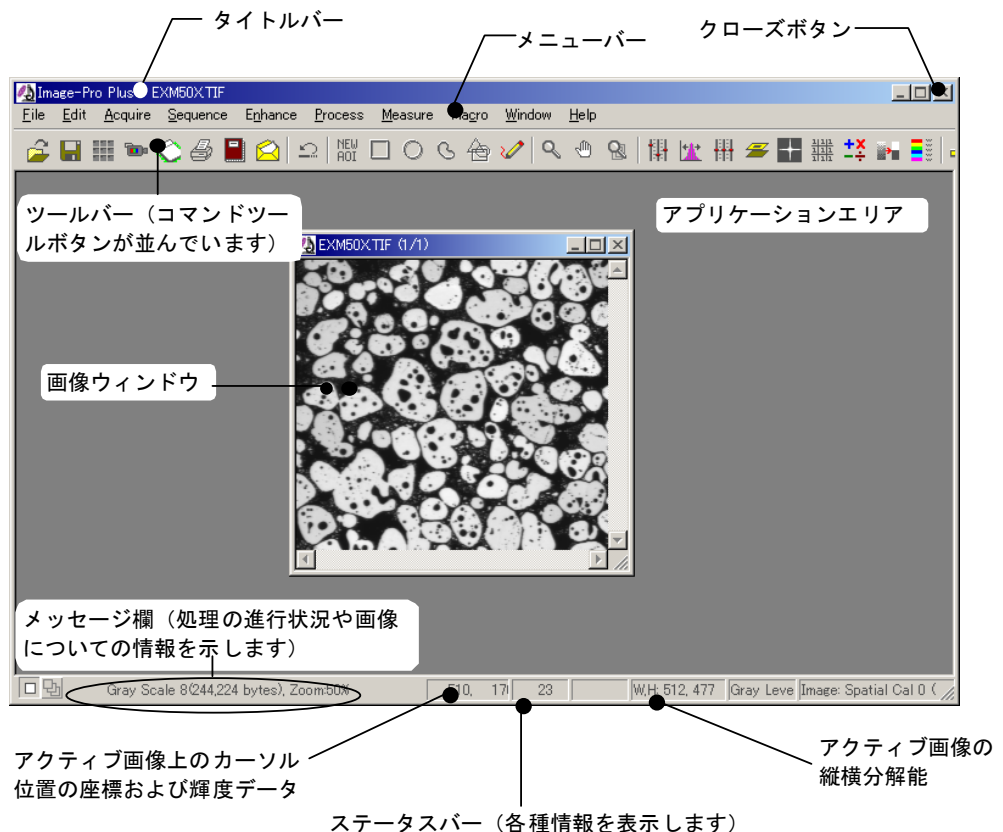 タイトルバー
メニューバー
クローズボタン
Image-Pro Plus EXM50X.TIF
File Edit Acquire Sequence Enhance Process Measure Macro Window Help
NEW
AOI
ツールバー（コマンドツー
ルボタンが並んでいます）
アプリケーションエリア
EXM50X.TIF (1/1)
画像ウィンドウ
メッセージ欄（処理の進行状況や画像
についての情報を示します）
Gray Scale 8(244,224 bytes), Zoom:50%
510, 17
23
W,H: 512, 477
Gray Leve
Image: Spatial Cal 0 (
アクティブ画像上のカーソル
位置の座標および輝度データ
アクティブ画像の
縦横分解能
ステータスバー（各種情報を表示します）